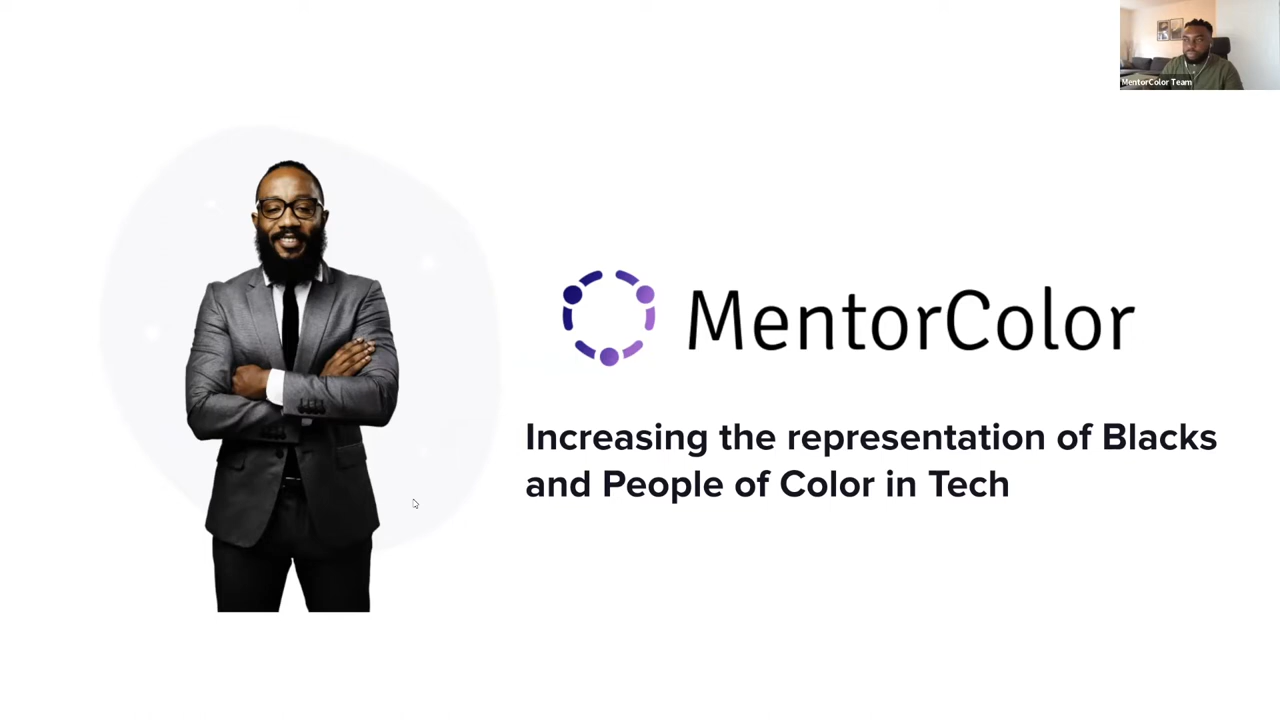 MentorColor Team
MentorColor
Increasing the representation of Blacks
and People of Color in Tech